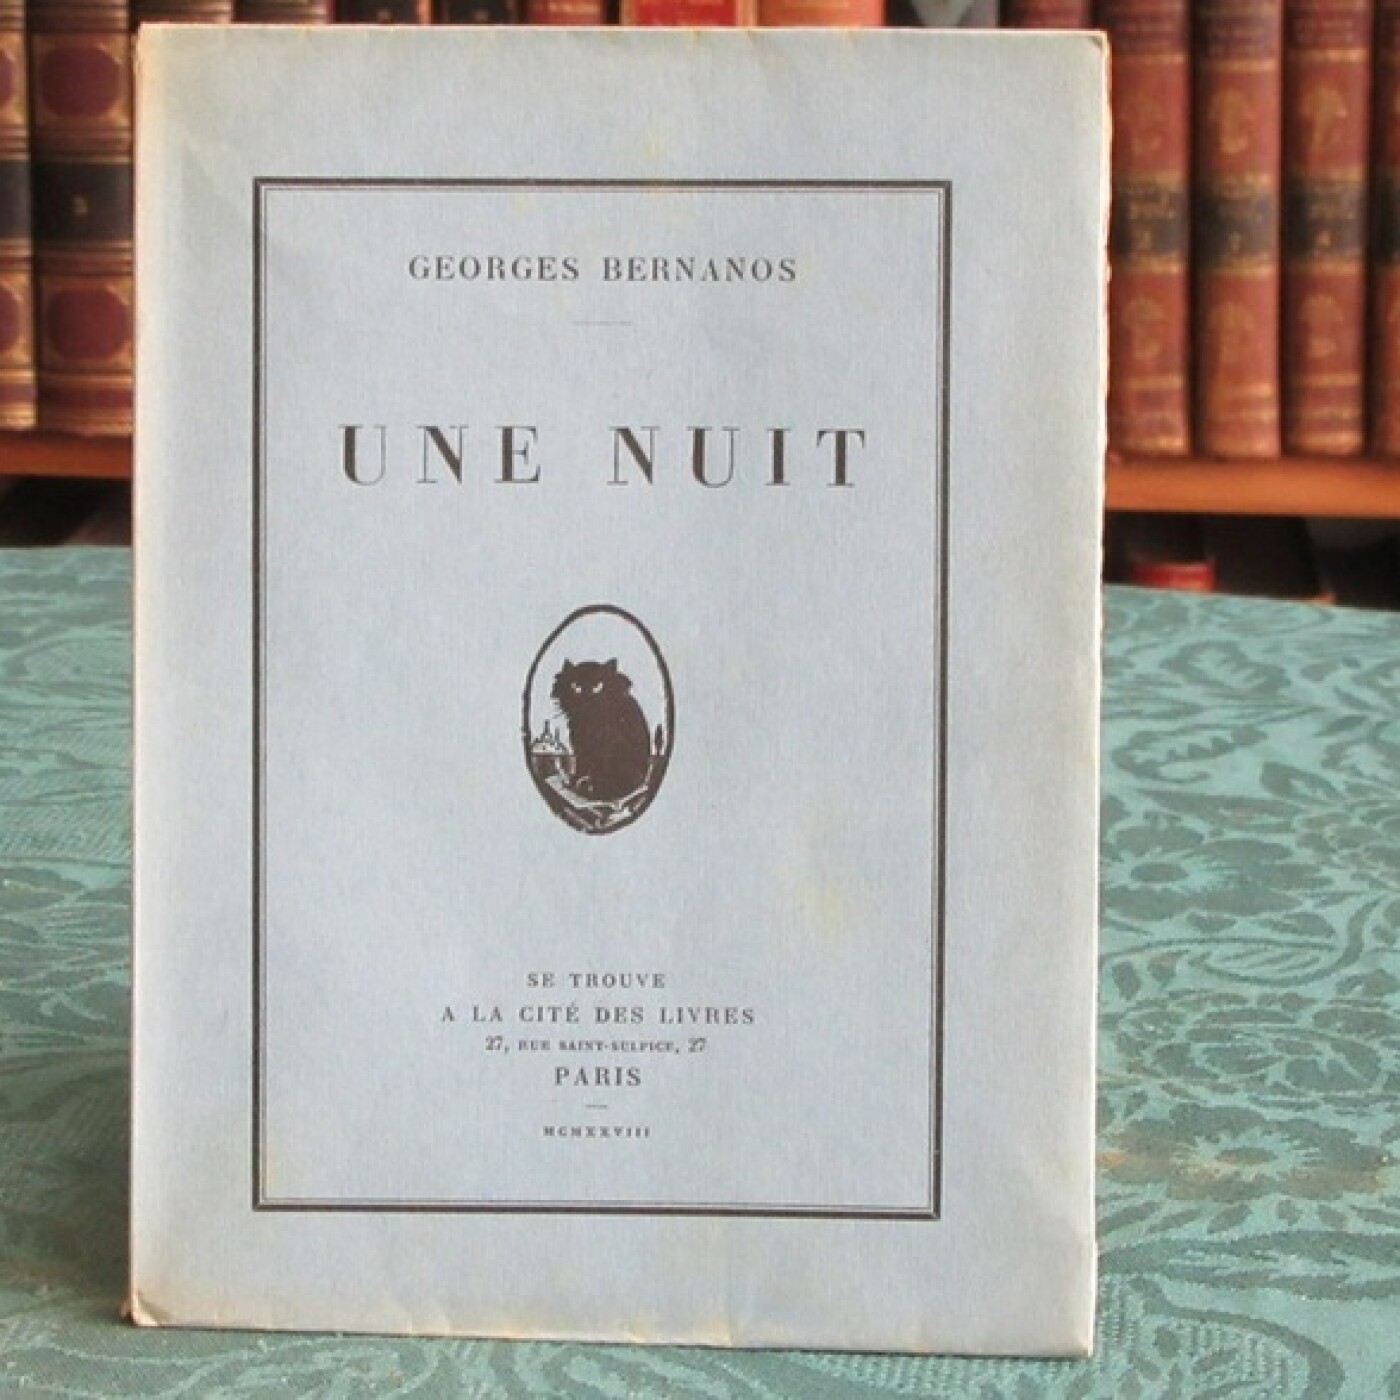 GEORGES BERNANOS
UNE NUIT
SE TROUVE
A LA CITÉ DES LIVRES
27, RUE SAINT-SULPICE, 27
PARIS
MCMXXVIII